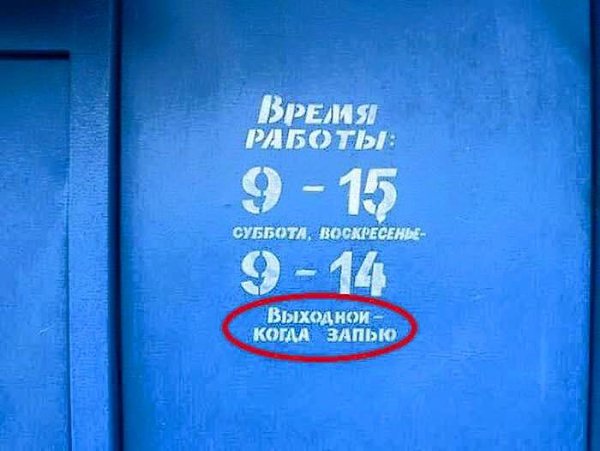 Время
работы:
9 - 15
суббота, воскресенье-
9 - 14
Выходной -
когда запью